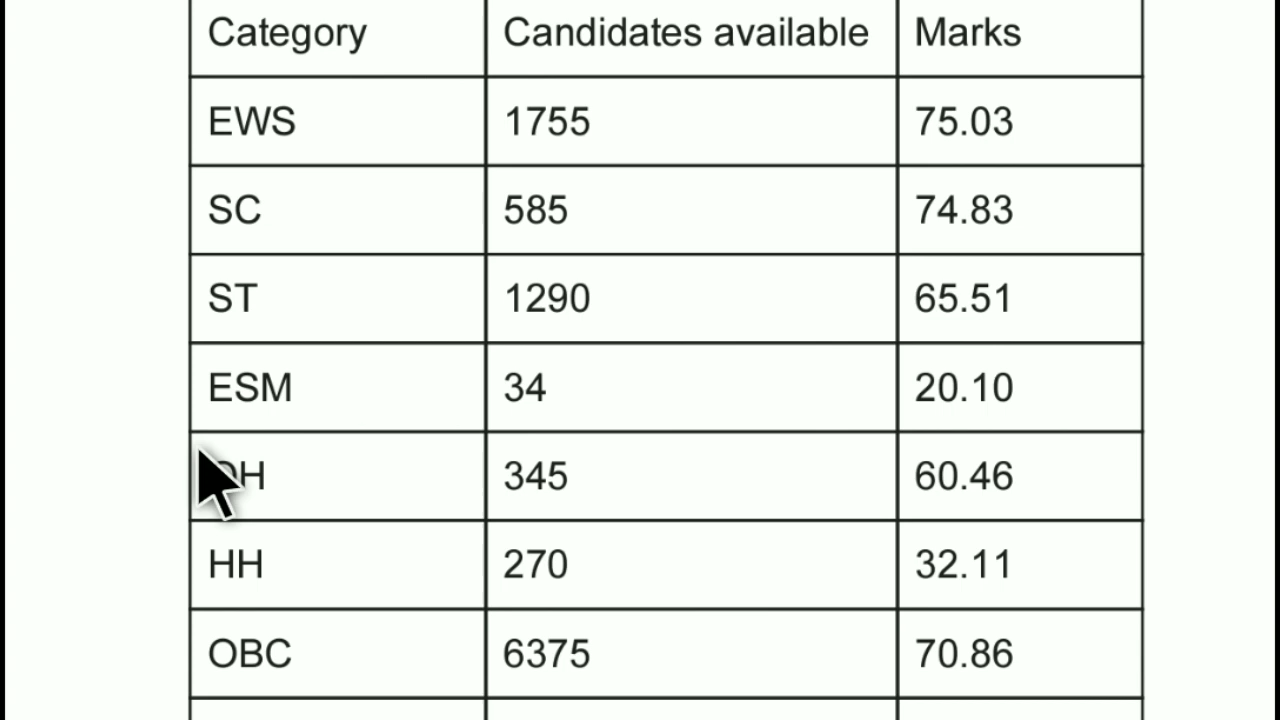 Category Candidates available Marks
EWS 1755 75.03
SC 585 74.83
ST 1290 65.51
ESM 34 20.10
345 60.46
HH 270 32.11
OBC 6375 70.86